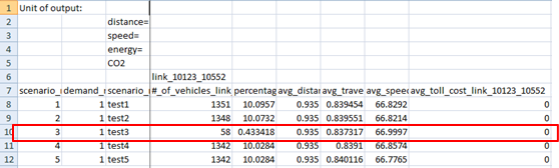 1 Unit of output:
2 distance=
3 speed=
4 energy=
5 CO2
6 link_10123_10552
7 scenario_ demand_ scenario_ #_of_vehicles_link percentag avg_distan avg_trave avg_speed avg_toll_cost_link_10123_10552
8 1 1 test1 1351 10.0957 0.935 0.839454 66.8292 0
9 2 1 test2 1348 10.0732 0.935 0.839551 66.8214 0
10 3 1 test3 58 0.433418 0.935 0.837317 66.9997 0
11 4 1 test4 1342 10.0284 0.935 0.8391 66.8574 0
12 5 1 test5 1342 10.0284 0.935 0.840116 66.7765 0